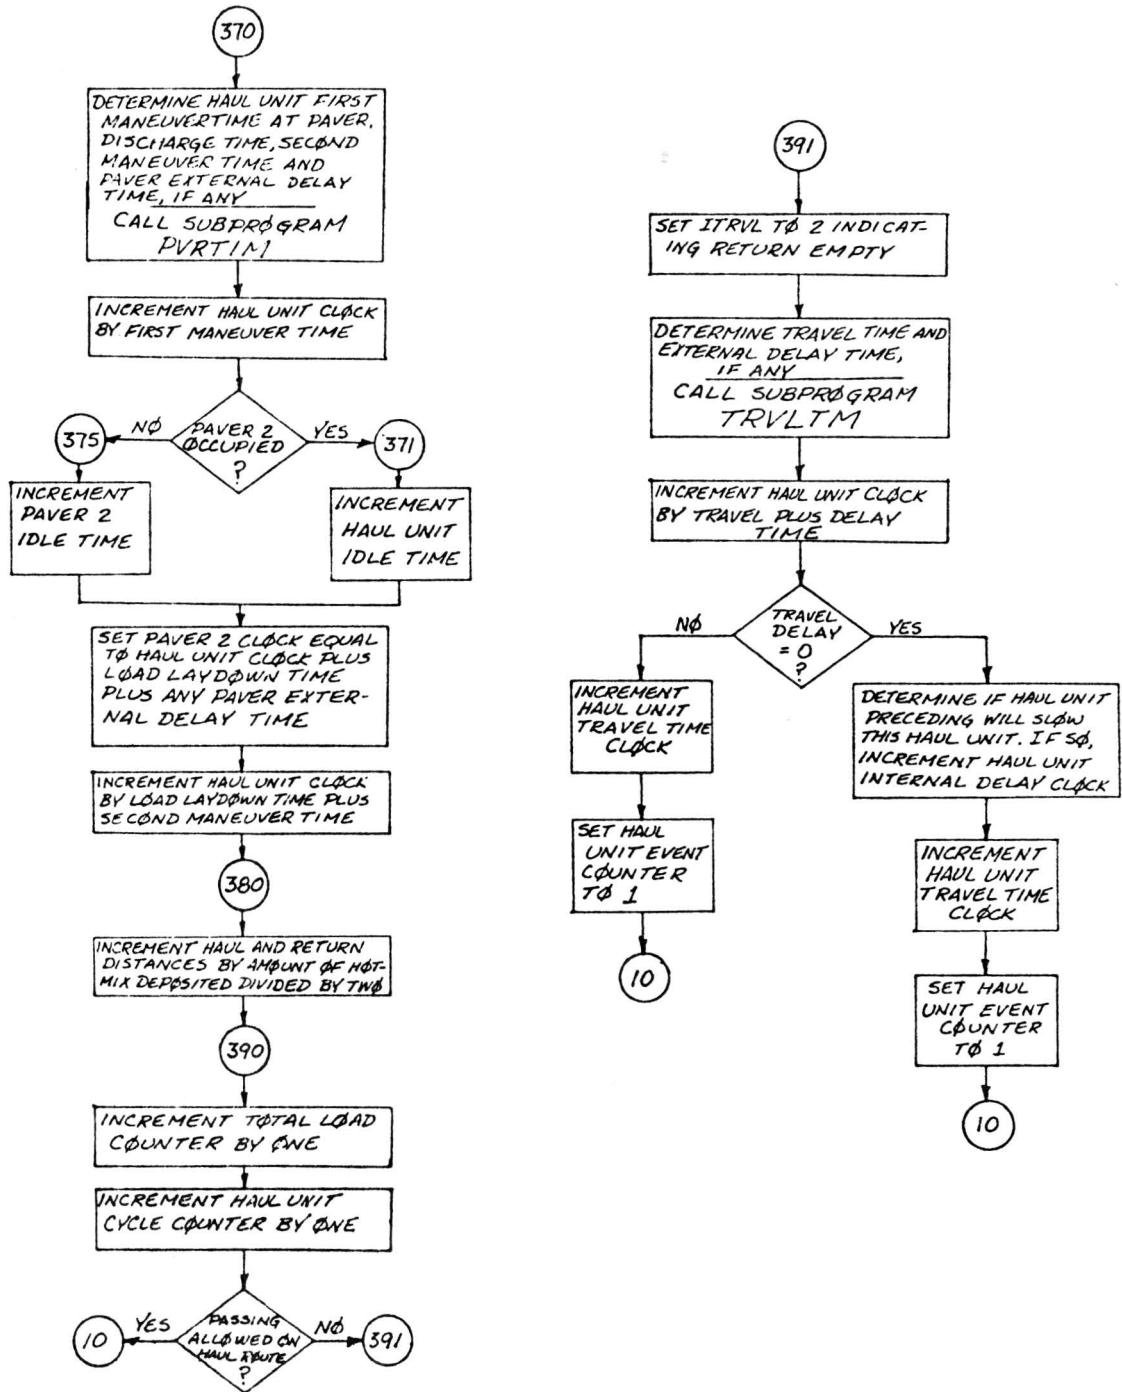 370
DETERMINE HAUL UNIT FIRST
MANEUVERTIME AT PAVER,
DISCHARGE TIME, SECØND
MANEUVER TIME AND
PAVER EXTERNAL DELAY
TIME, IF ANY
CALL SUBPRØGRAM
PVRTIM
INCREMENT HAUL UNIT CLØCK
BY FIRST MANEUVER TIME
PAVER 2
ØCCUPIED
?
NØ
YES
375
371
INCREMENT
PAVER 2
IDLE TIME
INCREMENT
HAUL UNIT
IDLE TIME
SET PAVER 2 CLØCK EQUAL
TØ HAUL UNIT CLØCK PLUS
LØAD LAYDØWN TIME
PLUS ANY PAVER EXTER-
NAL DELAY TIME
INCREMENT HAUL UNIT CLØCK
BY LØAD LAYDØWN TIME PLUS
SECØND MANEUVER TIME
380
INCREMENT HAUL AND RETURN
DISTANCES BY AMØUNT ØF HØT-
MIX DEPØSITED DIVIDED BY TWØ
390
INCREMENT TØTAL LØAD
CØUNTER BY ØNE
INCREMENT HAUL UNIT
CYCLE CØUNTER BY ØNE
PASSING
ALLØWED ØN
HAUL RØUTE
?
YES
NØ
10
391
391
SET ITRVL TØ 2 INDICAT-
ING RETURN EMPTY
DETERMINE TRAVEL TIME AND
EXTERNAL DELAY TIME,
IF ANY
CALL SUBPRØGRAM
TRVLTM
INCREMENT HAUL UNIT CLØCK
BY TRAVEL PLUS DELAY
TIME
TRAVEL
DELAY
= 0
?
NØ
YES
INCREMENT
HAUL UNIT
TRAVEL TIME
CLØCK
SET HAUL
UNIT EVENT
CØUNTER
TØ 1
10
DETERMINE IF HAUL UNIT
PRECEDING WILL SLØW
THIS HAUL UNIT. IF SØ,
INCREMENT HAUL UNIT
INTERNAL DELAY CLØCK
INCREMENT
HAUL UNIT
TRAVEL TIME
CLØCK
SET HAUL
UNIT EVENT
CØUNTER
TØ 1
10